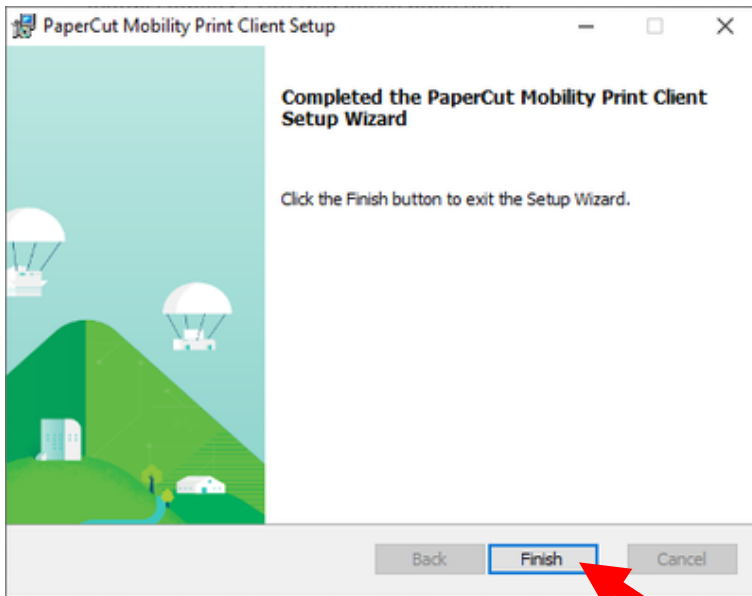 PaperCut Mobility Print Client Setup
Completed the PaperCut Mobility Print Client
Setup Wizard
Click the Finish button to exit the Setup Wizard.
Back Finish Cancel